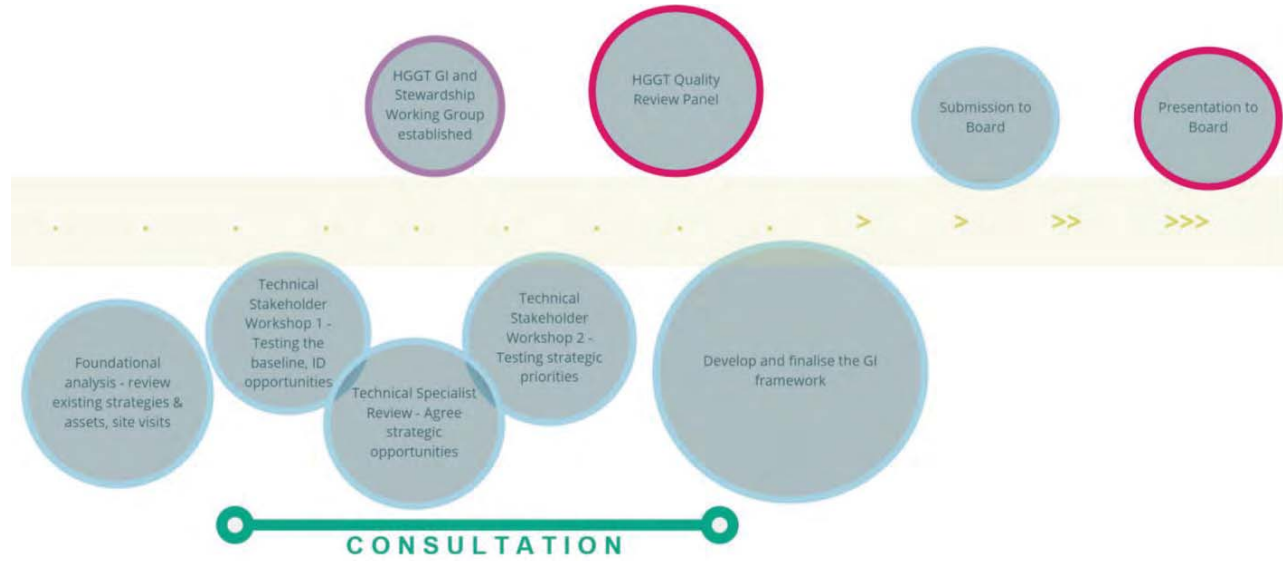 HGGT GI and
Stewardship
Working Group
established
HGGT Quality
Review Panel
Submission to
Board
Presentation to
Board
. . . . . . . . . > > >> >>>
Foundational
analysis - review
existing strategies &
assets, site visits
Technical
Stakeholder
Workshop 1 -
Testing the
baseline, ID
opportunities
Technical Specialist
Review - Agree
strategic
opportunities
Technical
Stakeholder
Workshop 2 -
Testing strategic
priorities
Develop and finalise the GI
framework
CONSULTATION